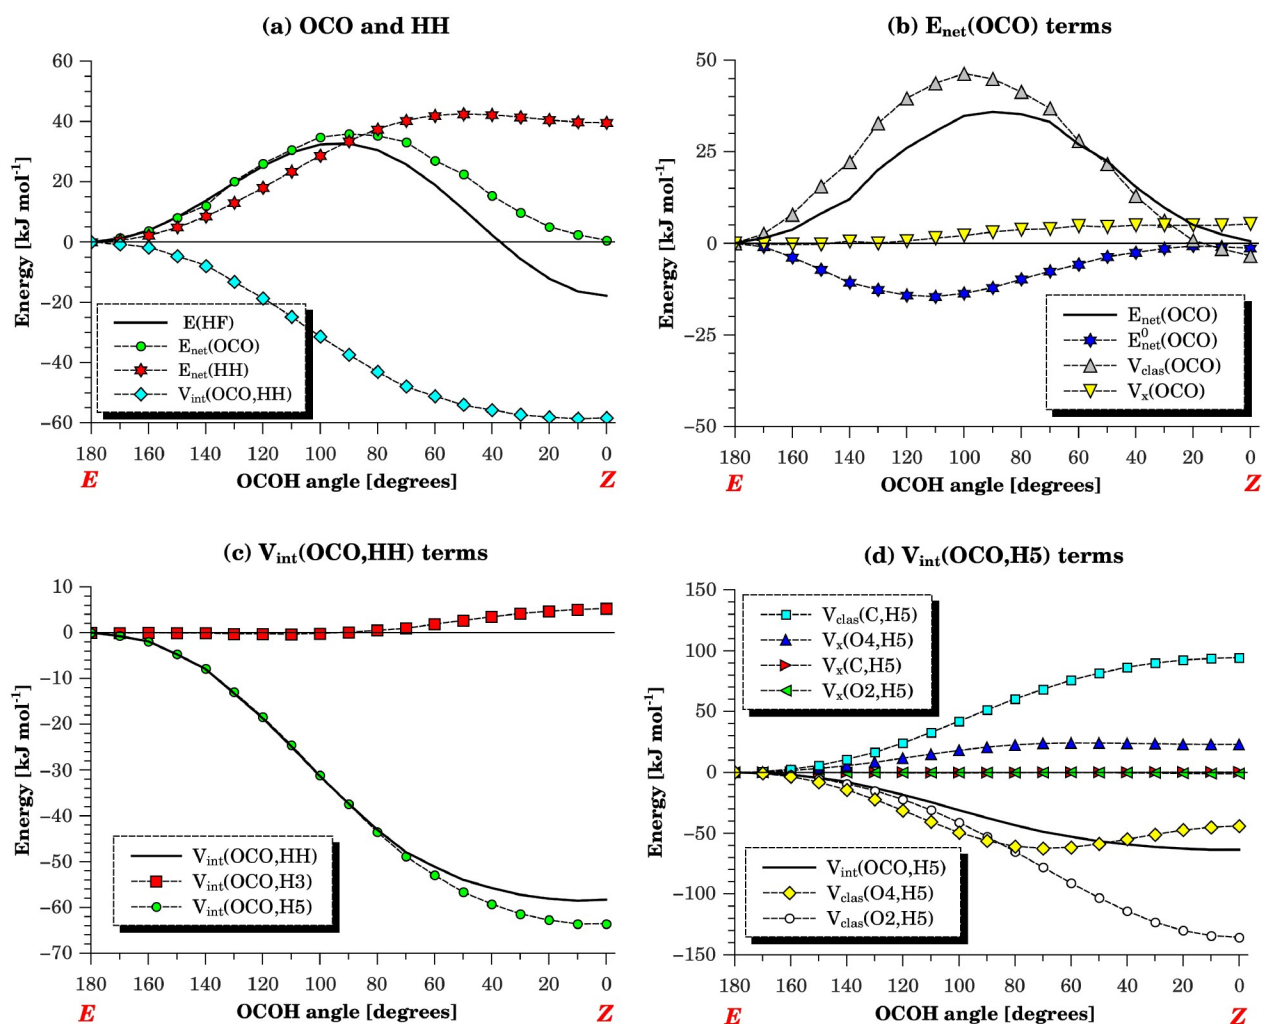 (a) OCO and HH
Energy [kJ mol⁻¹]
60
40
20
0
−20
−40
−60
E(HF)
Eₙₑₜ(OCO)
Eₙₑₜ(HH)
Vᵢₙₜ(OCO,HH)
180 160 140 120 100 80 60 40 20 0
E OCOH angle [degrees] Z
(b) Eₙₑₜ(OCO) terms
Energy [kJ mol⁻¹]
50
25
0
−25
−50
Eₙₑₜ(OCO)
E⁰ₙₑₜ(OCO)
V_clas(OCO)
Vₓ(OCO)
180 160 140 120 100 80 60 40 20 0
E OCOH angle [degrees] Z
(c) Vᵢₙₜ(OCO,HH) terms
Energy [kJ mol⁻¹]
10
0
−10
−20
−30
−40
−50
−60
−70
Vᵢₙₜ(OCO,HH)
Vᵢₙₜ(OCO,H3)
Vᵢₙₜ(OCO,H5)
180 160 140 120 100 80 60 40 20 0
E OCOH angle [degrees] Z
(d) Vᵢₙₜ(OCO,H5) terms
Energy [kJ mol⁻¹]
150
100
50
0
−50
−100
−150
V_clas(C,H5)
Vₓ(O4,H5)
Vₓ(C,H5)
Vₓ(O2,H5)
Vᵢₙₜ(OCO,H5)
V_clas(O4,H5)
V_clas(O2,H5)
180 160 140 120 100 80 60 40 20 0
E OCOH angle [degrees] Z